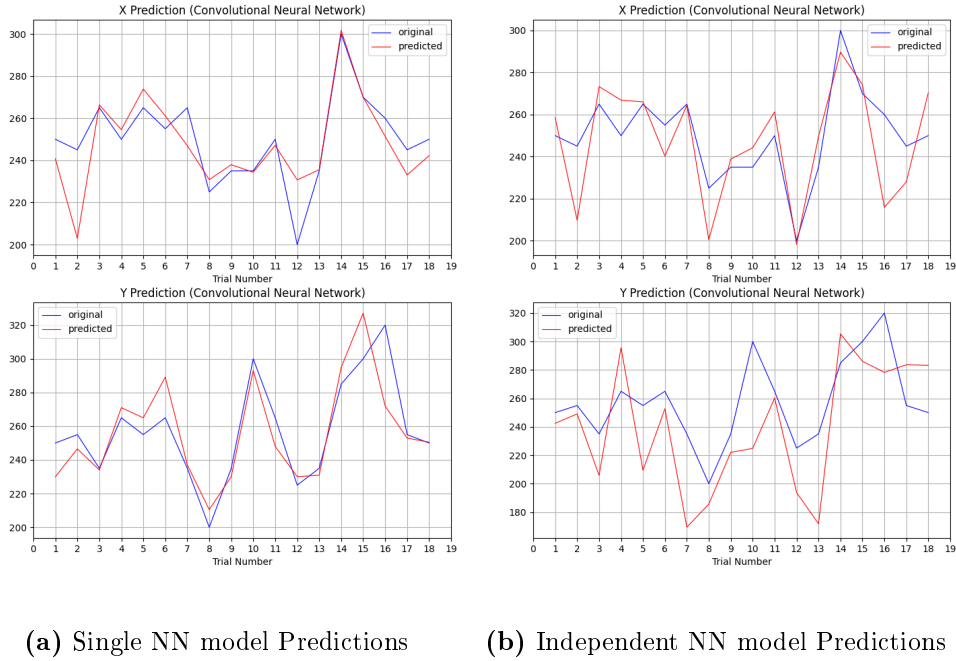 X Prediction (Convolutional Neural Network)
original
predicted
300
280
260
240
220
200
0 1 2 3 4 5 6 7 8 9 10 11 12 13 14 15 16 17 18 19
Trial Number
Y Prediction (Convolutional Neural Network)
original
predicted
320
300
280
260
240
220
200
0 1 2 3 4 5 6 7 8 9 10 11 12 13 14 15 16 17 18 19
Trial Number
(a) Single NN model Predictions
X Prediction (Convolutional Neural Network)
original
predicted
300
280
260
240
220
200
0 1 2 3 4 5 6 7 8 9 10 11 12 13 14 15 16 17 18 19
Trial Number
Y Prediction (Convolutional Neural Network)
original
predicted
320
300
280
260
240
220
200
180
0 1 2 3 4 5 6 7 8 9 10 11 12 13 14 15 16 17 18 19
Trial Number
(b) Independent NN model Predictions